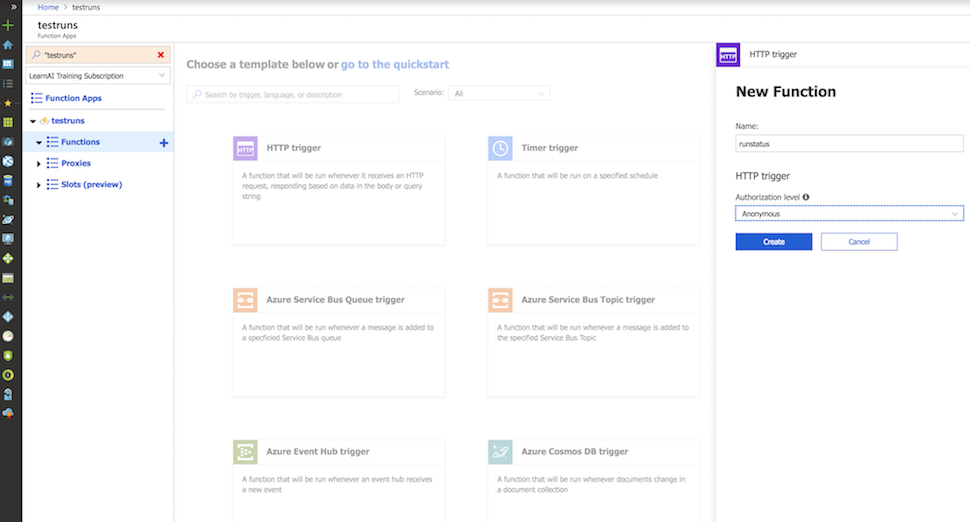 Home > testruns
testruns
Function Apps
"testruns"
LearnAI Training Subscription
Function Apps
testruns
Functions
Proxies
Slots (preview)
Choose a template below or go to the quickstart
Search by trigger, language, or description
Scenario:
All
HTTP
HTTP trigger
A function that will be run whenever it receives an HTTP
request, responding based on data in the body or query
string
Timer trigger
A function that will be run on a specified schedule
Azure Service Bus Queue trigger
A function that will be run whenever a message is added to
a specficied Service Bus queue
Azure Service Bus Topic trigger
A function that will be run whenever a message is added to
the specified Service Bus Topic
Azure Event Hub trigger
A function that will be run whenever an event hub receives
a new event
Azure Cosmos DB trigger
A function that will be run whenever documents change in
a document collection
HTTP
HTTP trigger
New Function
Name:
runstatus
HTTP trigger
Authorization level
Anonymous
Create
Cancel